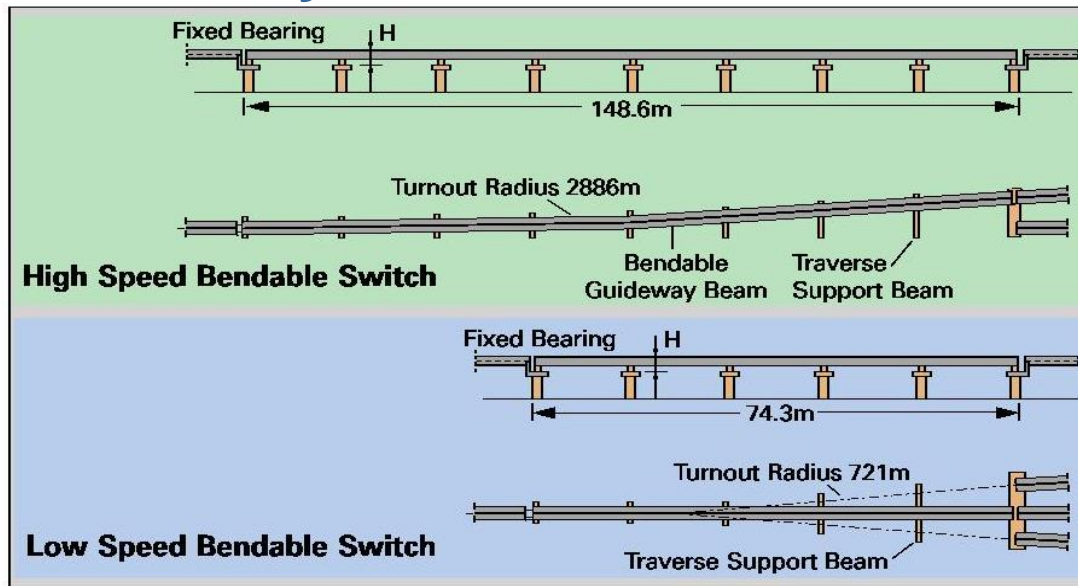 Fixed Bearing
H
148.6m
Turnout Radius 2886m
Bendable
Guideway Beam
Traverse
Support Beam
High Speed Bendable Switch
Fixed Bearing
H
74.3m
Turnout Radius 721m
Traverse Support Beam
Low Speed Bendable Switch